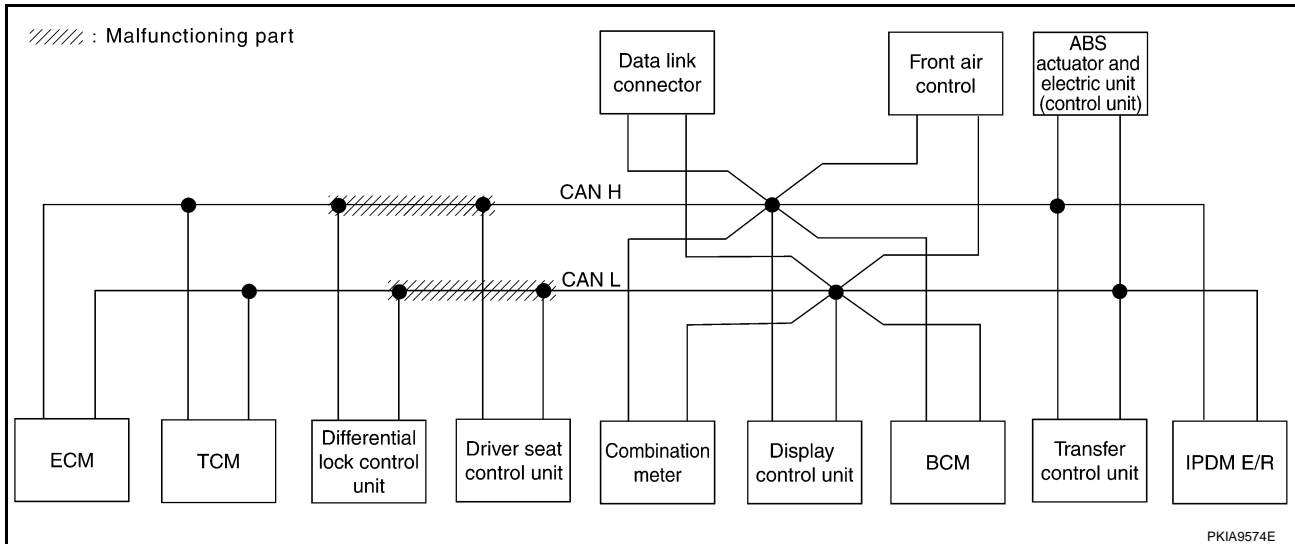 : Malfunctioning part
Data link
connector
Front air
control
ABS
actuator and
electric unit
(control unit)
CAN H
CAN L
ECM
TCM
Differential
lock control
unit
Driver seat
control unit
Combination
meter
Display
control unit
BCM
Transfer
control unit
IPDM E/R
PKIA9574E